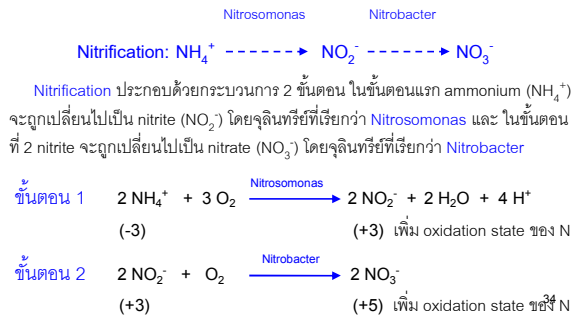 Nitrosomonas Nitrobacter
Nitrification: NH₄⁺ NO₂⁻ NO₃⁻
Nitrification ประกอบด้วยกระบวนการ 2 ขั้นตอน ในขั้นตอนแรก ammonium (NH₄⁺)
จะถูกเปลี่ยนไปเป็น nitrite (NO₂⁻) โดยจุลินทรีย์ที่เรียกว่า Nitrosomonas และ ในขั้นตอน
ที่ 2 nitrite จะถูกเปลี่ยนไปเป็น nitrate (NO₃⁻) โดยจุลินทรีย์ที่เรียกว่า Nitrobacter
Nitrosomonas
ขั้นตอน 1 2 NH₄⁺ + 3 O₂ 2 NO₂⁻ + 2 H₂O + 4 H⁺
(-3) (+3) เพิ่ม oxidation state ของ N
Nitrobacter
ขั้นตอน 2 2 NO₂⁻ + O₂ 2 NO₃⁻
(+3) (+5) เพิ่ม oxidation state ของ N
34